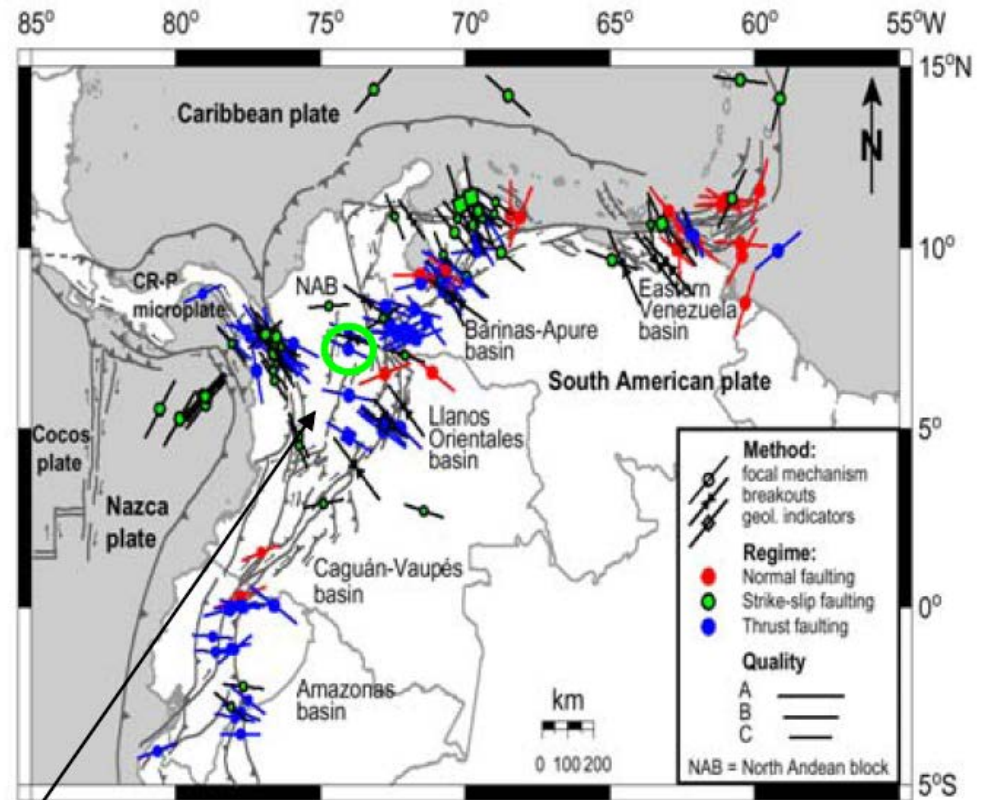 85° 80° 75° 70° 65° 60° 55°W
15°N
Caribbean plate
N
10°
CR-P
microplate
NAB
Eastern
Venezuela
basin
Barinas-Apure
basin
South American plate
5°
Cocos
plate
Llanos
Orientales
basin
Nazca
plate
Caguán-Vaupés
basin
0°
Amazonas
basin
km
0 100 200
Method:
focal mechanism
breakouts
geol. indicators
Regime:
Normal faulting
Strike-slip faulting
Thrust faulting
Quality
A
B
C
NAB = North Andean block
5°S